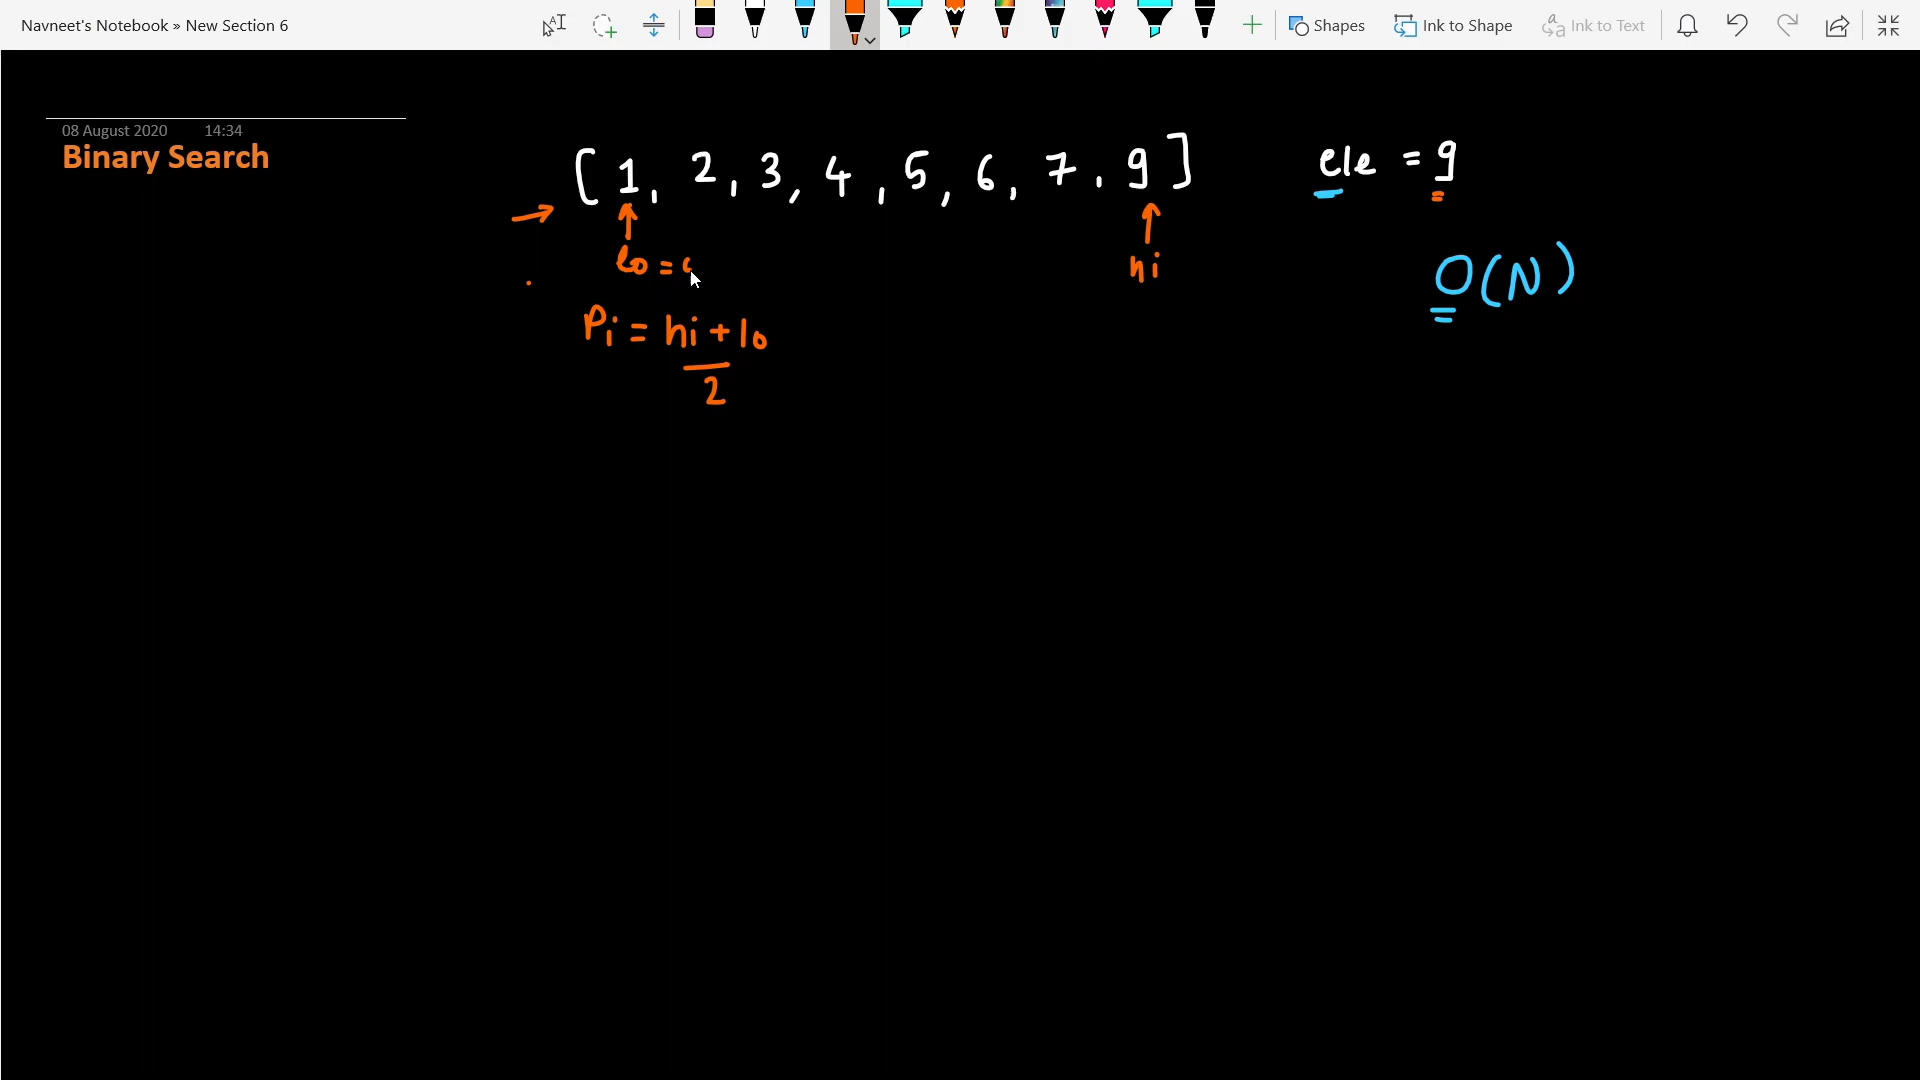 Navneet's Notebook » New Section 6
Shapes
Ink to Shape
Ink to Text
08 August 2020 14:34
Binary Search
[ 1, 2, 3, 4, 5, 6, 7, 9 ] ele = 9
lo =
hi
O(N)
Pi = hi + lo
2